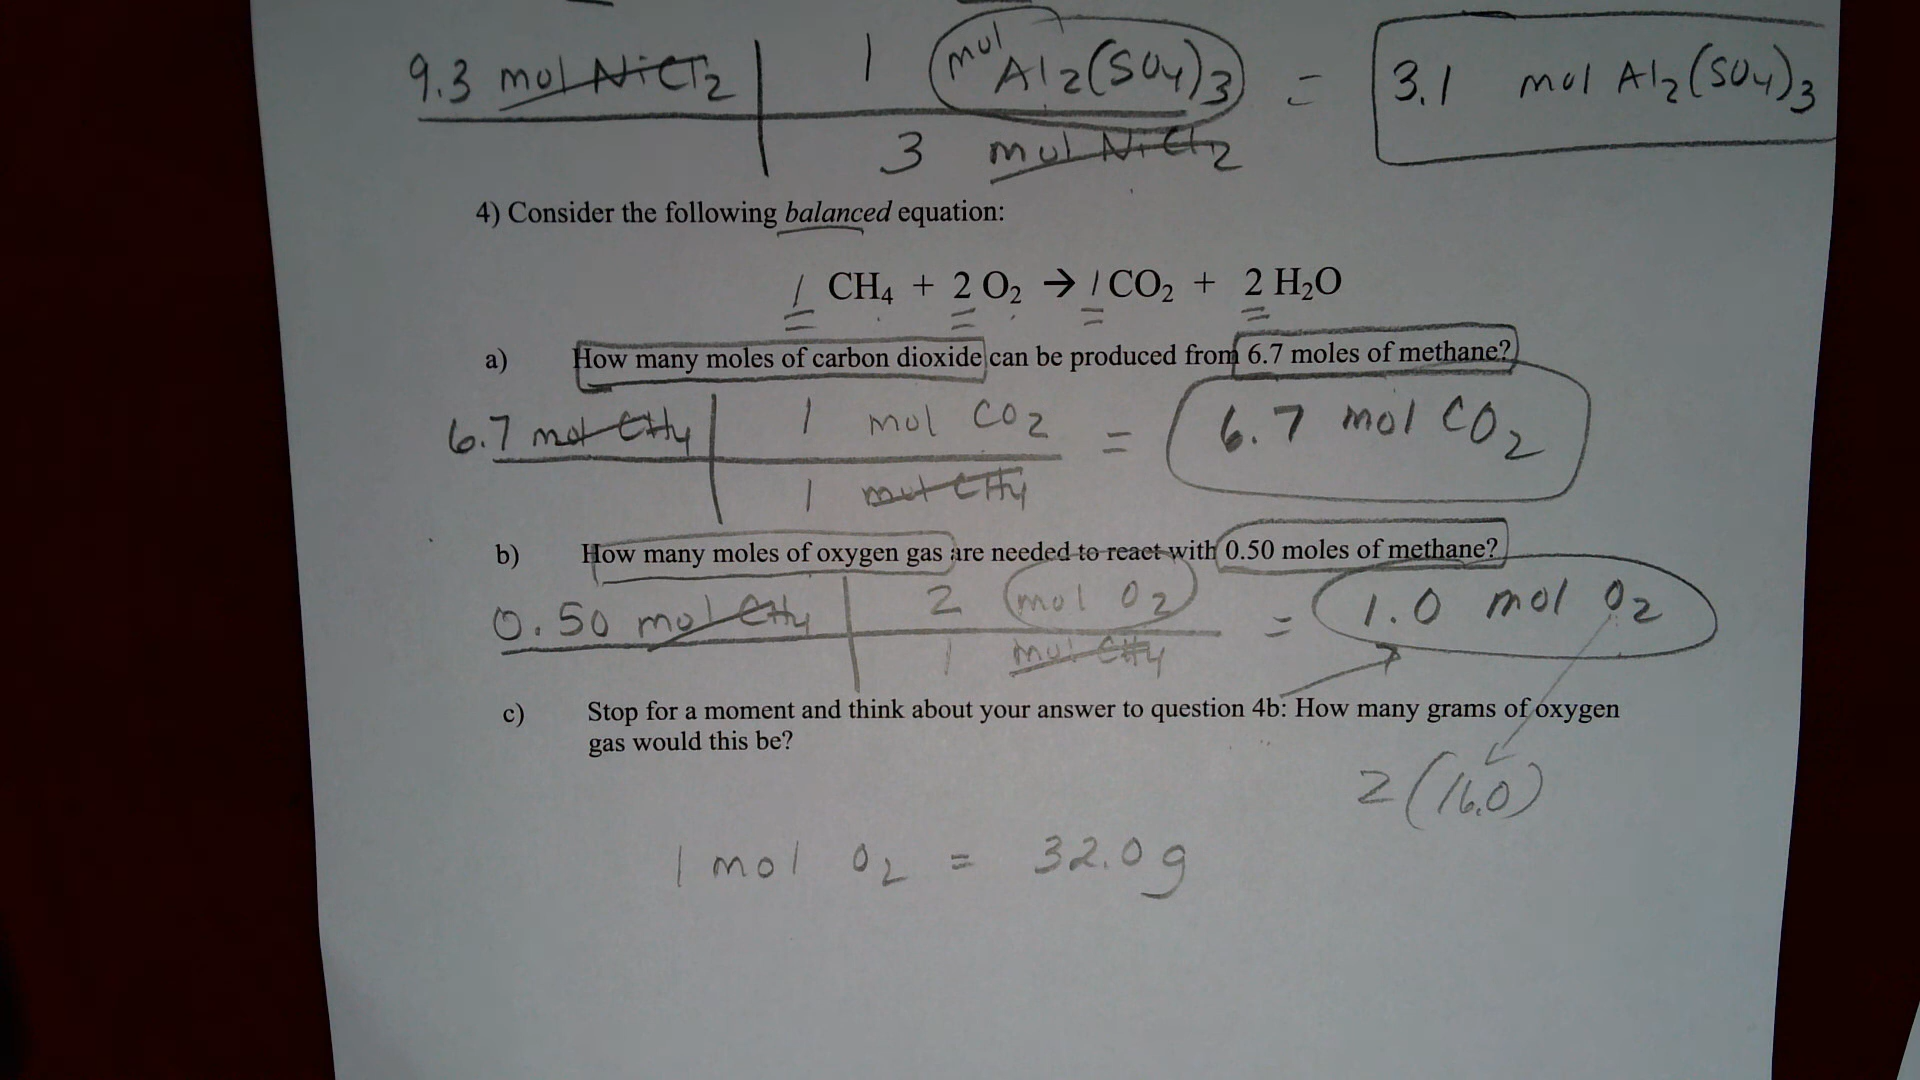 9.3 mol NiCl2 | 1 mol Al2(SO4)3 = 3.1 mol Al2(SO4)3
3 mol NiCl2
4) Consider the following balanced equation:
1 CH₄ + 2 O₂ → 1 CO₂ + 2 H₂O
a) How many moles of carbon dioxide can be produced from 6.7 moles of methane?
6.7 mol CH4 | 1 mol CO2 = 6.7 mol CO2
1 mol CH4
b) How many moles of oxygen gas are needed to react with 0.50 moles of methane?
0.50 mol CH4 | 2 mol O2 = 1.0 mol O2
1 mol CH4
c) Stop for a moment and think about your answer to question 4b: How many grams of oxygen
gas would this be?
2(16.0)
1 mol O2 = 32.0 g